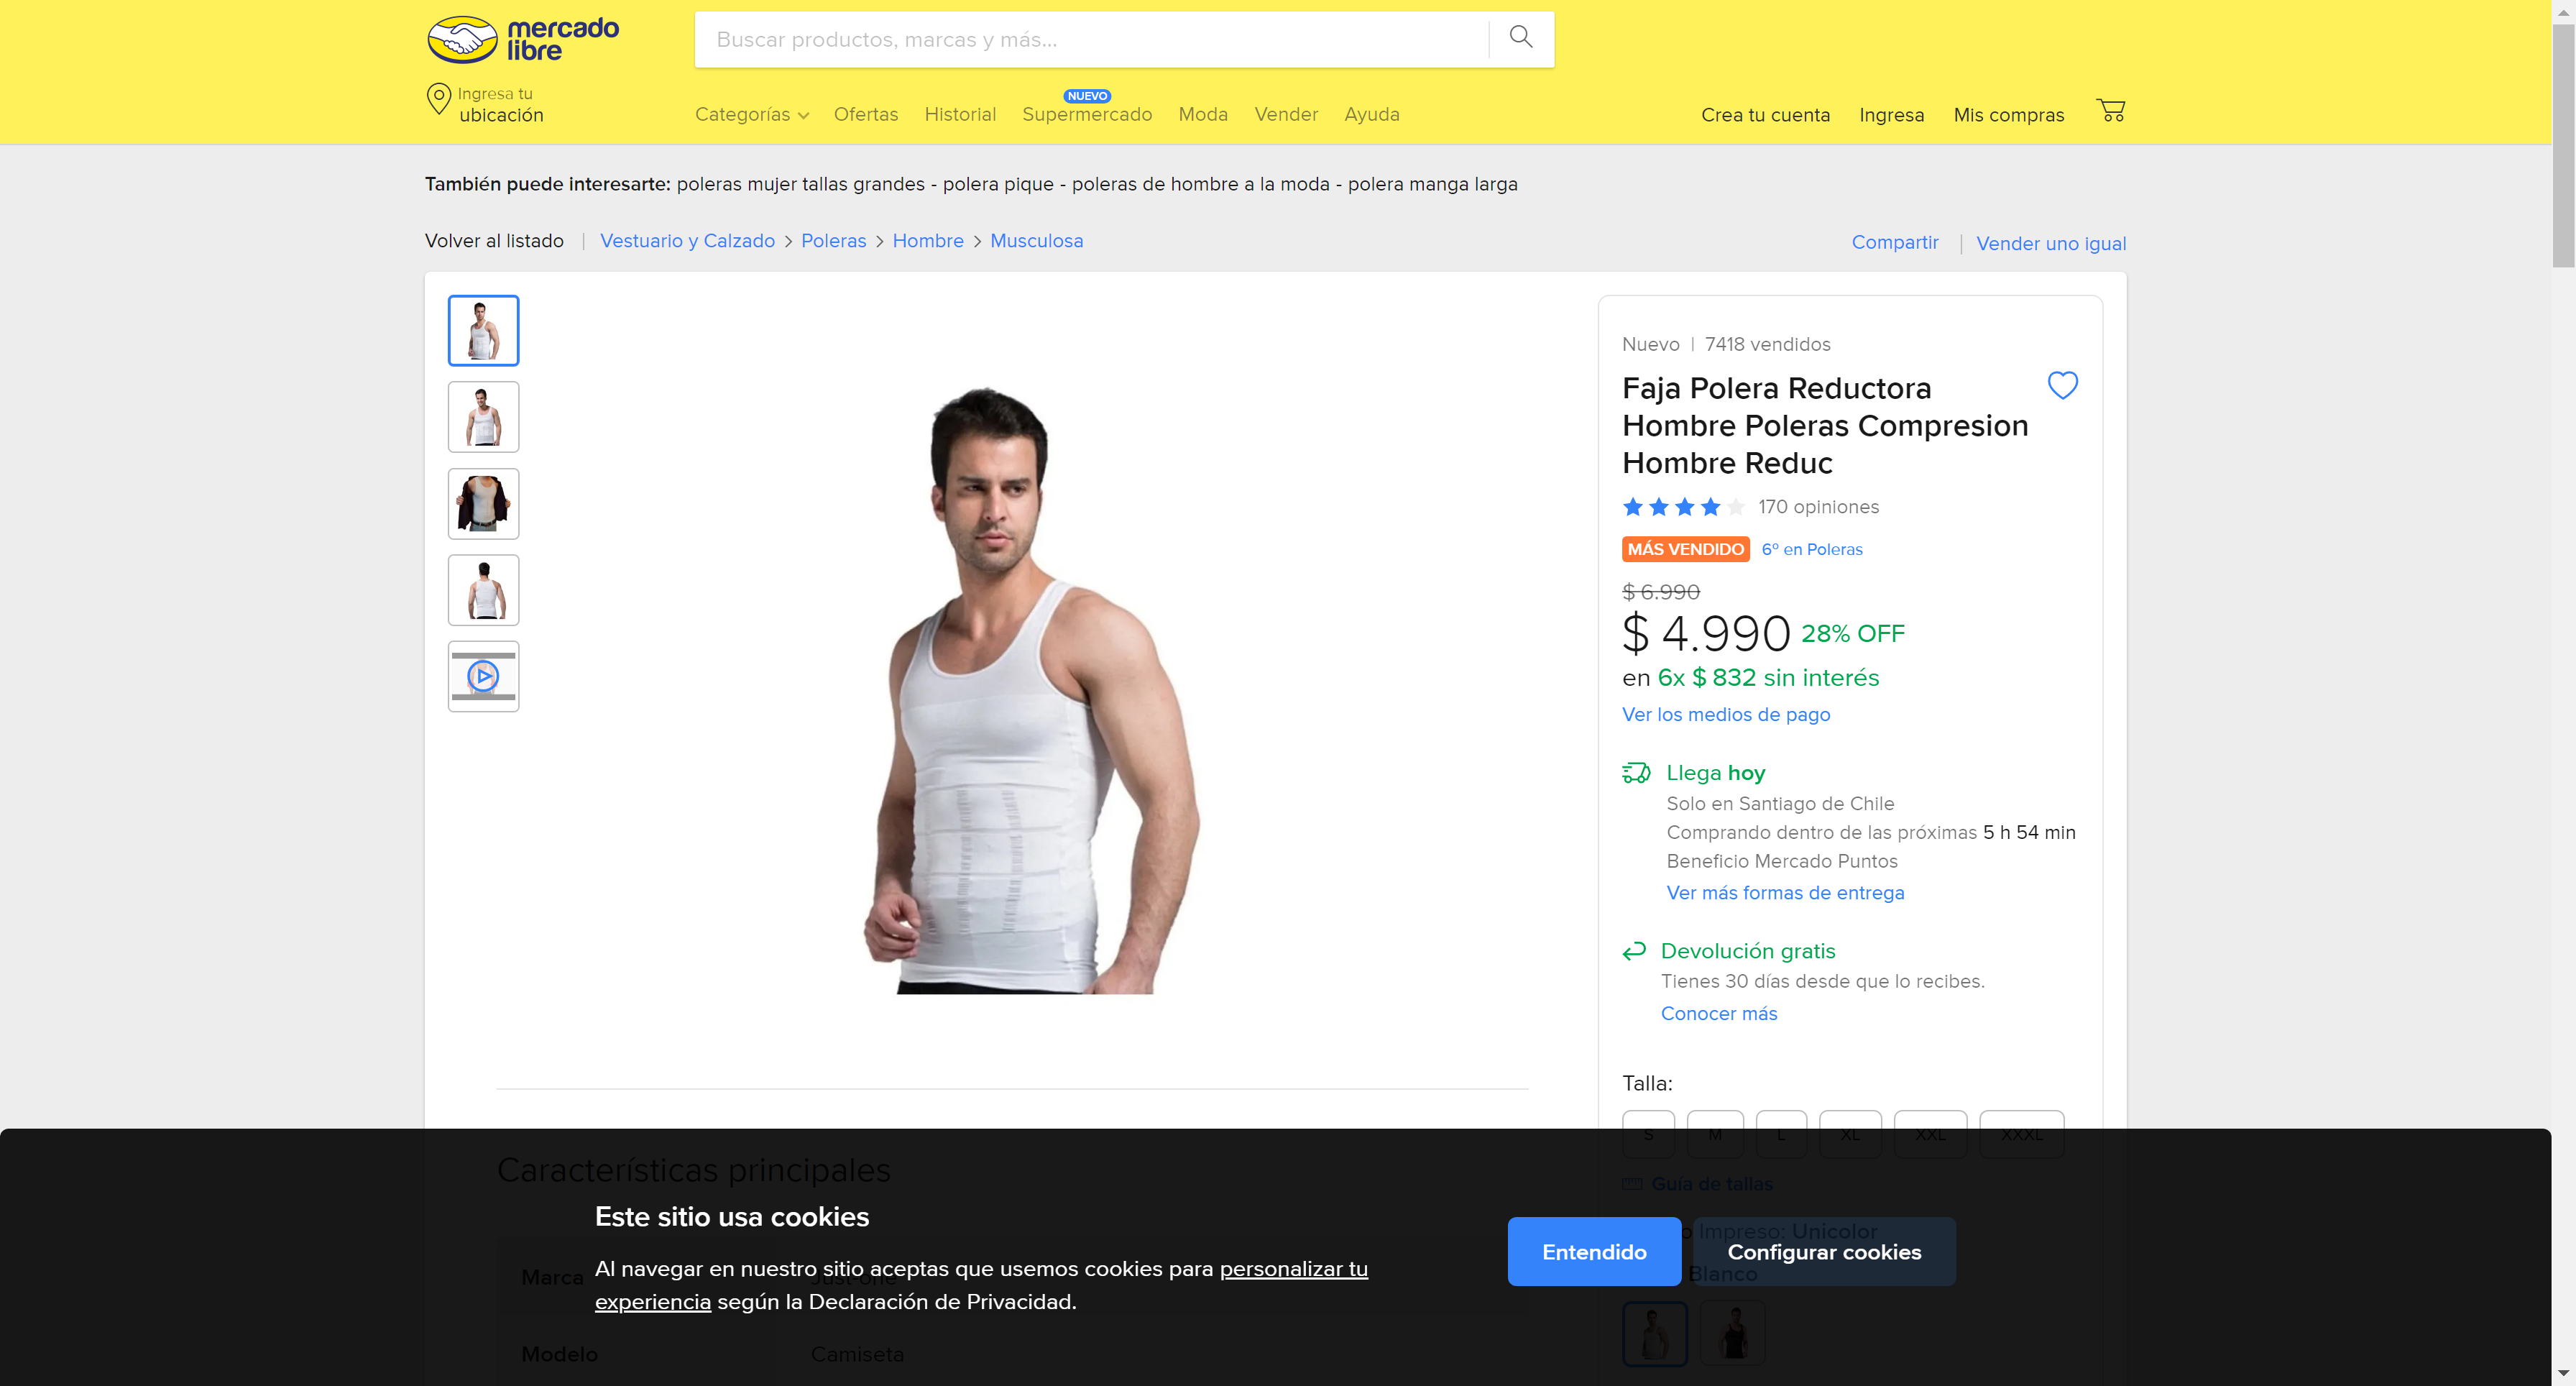 mercado
libre
Buscar productos, marcas y más...
Ingresa tu
ubicación
Categorías
Ofertas
Historial
Supermercado
NUEVO
Moda
Vender
Ayuda
Crea tu cuenta
Ingresa
Mis compras
También puede interesarte: poleras mujer tallas grandes - polera pique - poleras de hombre a la moda - polera manga larga
Volver al listado
Vestuario y Calzado
Poleras
Hombre
Musculosa
Compartir
Vender uno igual
Nuevo | 7418 vendidos
Faja Polera Reductora
Hombre Poleras Compresion
Hombre Reduc
170 opiniones
MÁS VENDIDO
6º en Poleras
$ 6.990
$ 4.990 28% OFF
en 6x $ 832 sin interés
Ver los medios de pago
Llega hoy
Solo en Santiago de Chile
Comprando dentro de las próximas 5 h 54 min
Beneficio Mercado Puntos
Ver más formas de entrega
Devolución gratis
Tienes 30 días desde que lo recibes.
Conocer más
Talla:
S
M
L
XL
XXL
XXXL
Guía de tallas
Impreso: Unicolor
Blanco
Características principales
Marca
Just-one
Modelo
Camiseta
Este sitio usa cookies
Al navegar en nuestro sitio aceptas que usemos cookies para personalizar tu
experiencia según la Declaración de Privacidad.
Entendido
Configurar cookies